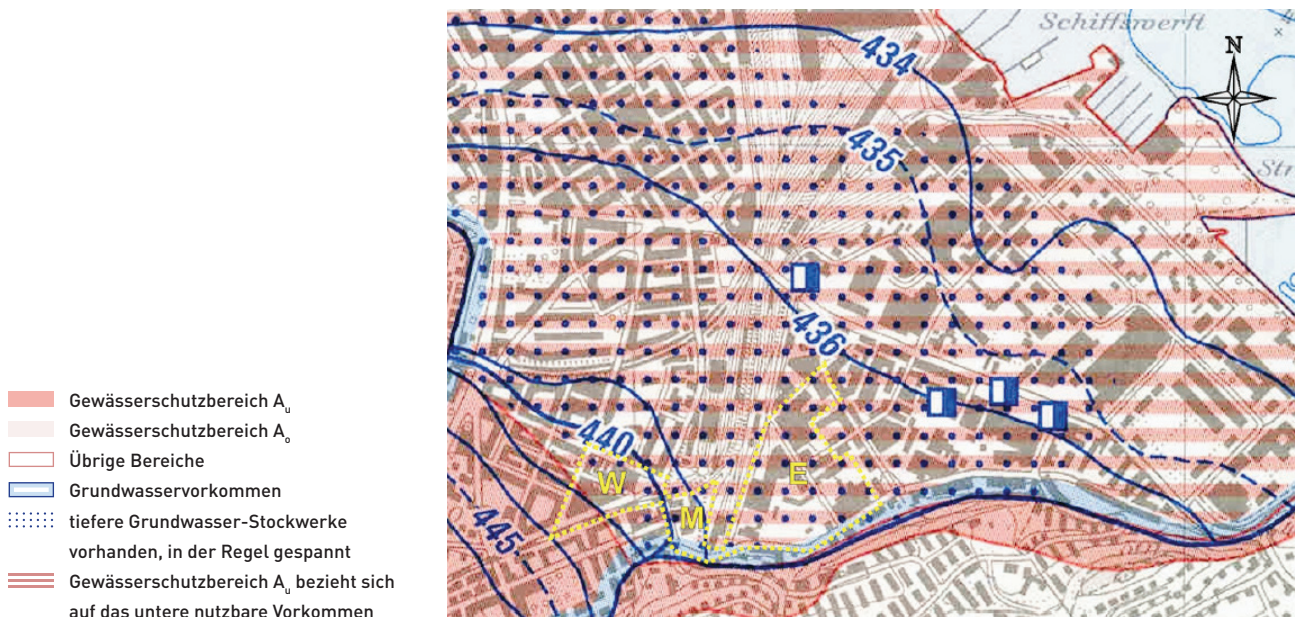 Schiffswerft
N
434
435
Str
436
440
W
E
M
445
Gewässerschutzbereich Au
Gewässerschutzbereich Ao
Übrige Bereiche
Grundwasservorkommen
tiefere Grundwasser-Stockwerke
vorhanden, in der Regel gespannt
Gewässerschutzbereich Au bezieht sich
auf das untere nutzbare Vorkommen